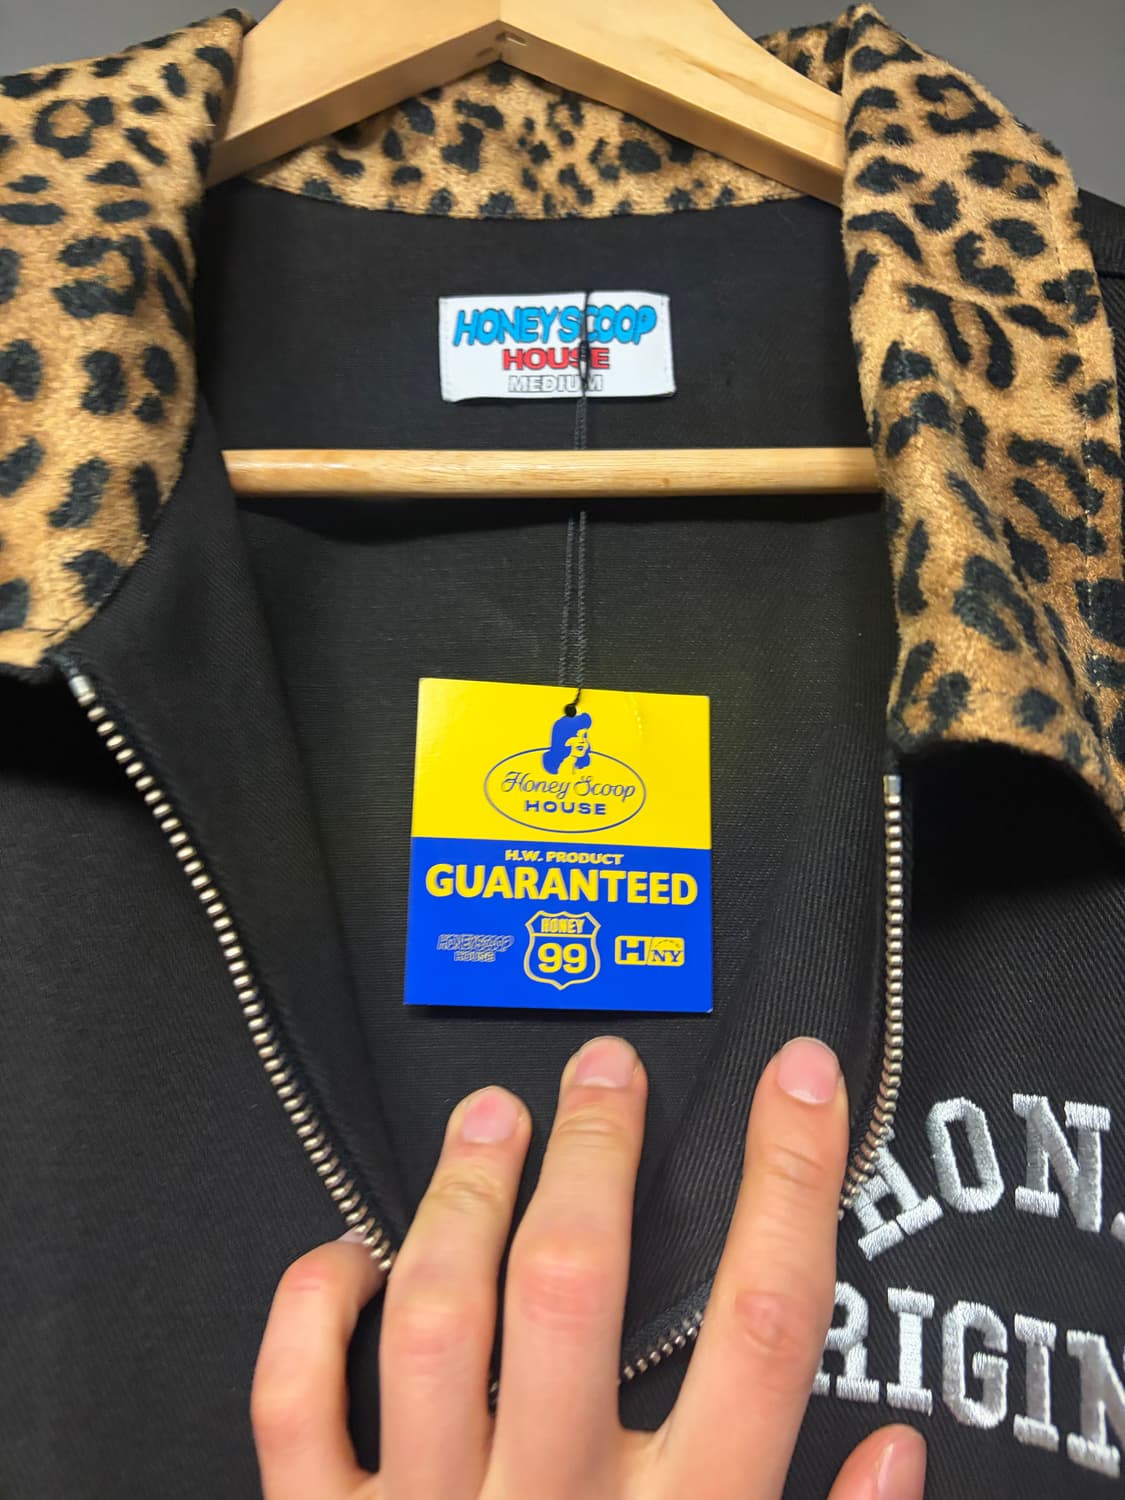 HONEYSCOOP
HOUSE
MEDIUM
Honey Scoop
HOUSE
H.W. PRODUCT
GUARANTEED
HONEYSCOOP
HOUSE
HONEY
99
H NY
HON
RIGIN